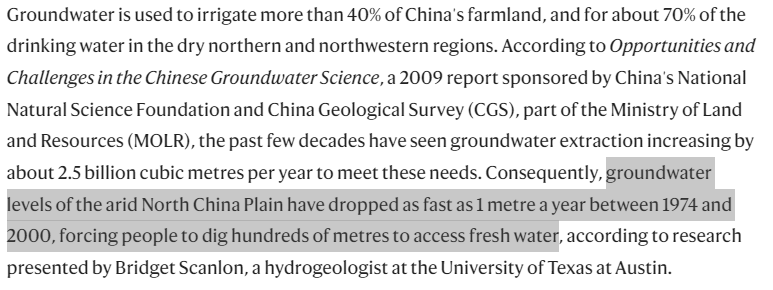 Groundwater is used to irrigate more than 40% of China's farmland, and for about 70% of the
drinking water in the dry northern and northwestern regions. According to Opportunities and
Challenges in the Chinese Groundwater Science, a 2009 report sponsored by China's National
Natural Science Foundation and China Geological Survey (CGS), part of the Ministry of Land
and Resources (MOLR), the past few decades have seen groundwater extraction increasing by
about 2.5 billion cubic metres per year to meet these needs. Consequently, groundwater
levels of the arid North China Plain have dropped as fast as 1 metre a year between 1974 and
2000, forcing people to dig hundreds of metres to access fresh water, according to research
presented by Bridget Scanlon, a hydrogeologist at the University of Texas at Austin.